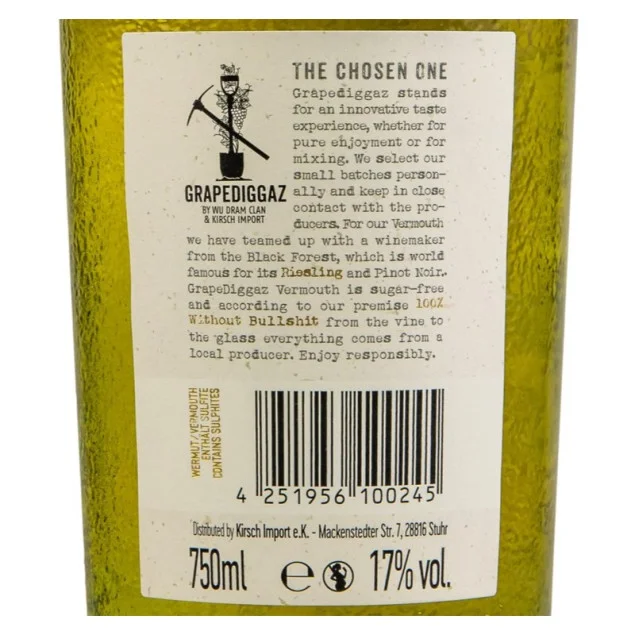 THE CHOSEN ONE
Grapediggaz stands
for an innovative taste
experience, whether for
pure enjoyment or for
mixing. We select our
small batches person-
ally and keep in close
contact with the pro-
ducers. For our Vermouth
we have teamed up with a winemaker
from the Black Forest, which is world
famous for its Riesling and Pinot Noir.
GrapeDiggaz Vermouth is sugar-free
and according to our premise 100%
Without Bullshit from the vine to
the glass everything comes from a
local producer. Enjoy responsibly.
GRAPEDIGGAZ
BY WU DRAM CLAN
& KIRSCH IMPORT
WERMUT/VERMOUTH
ENTHÄLT SULFITE
CONTAINS SULPHITES
4 251956 100245
Distributed by Kirsch Import e.K. - Mackenstedter Str. 7, 28816 Stuhr
750ml e 17% vol.